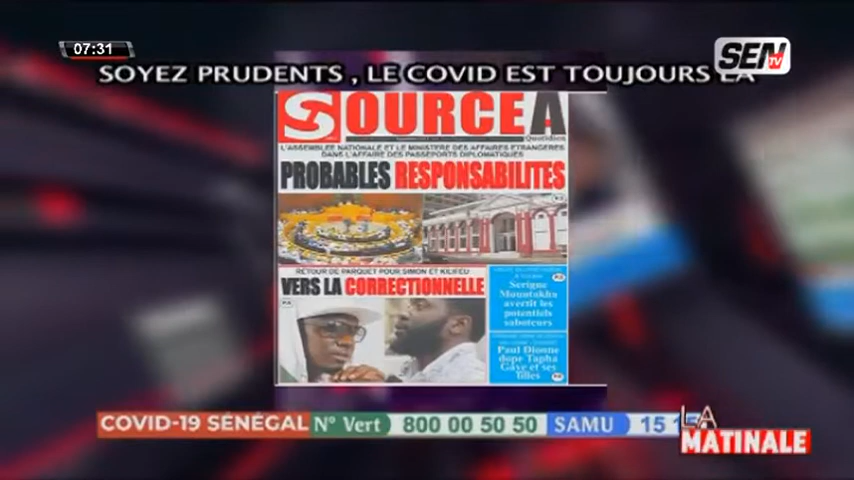 07:31
SEN TV
SOYEZ PRUDENTS , LE COVID EST TOUJOURS LA
SOURCEA
Quotidien
L'ASSEMBLEE NATIONALE ET LE MINISTERE DES AFFAIRES ETRANGERES
DANS L'AFFAIRE DES PASSEPORTS DIPLOMATIQUES
PROBABLES RESPONSABILITES
RETOUR DE PARQUET POUR SIMON ET KILIFEU
VERS LA CORRECTIONNELLE
Serigne
Mountakha
avertit les
potentiels
saboteurs
Paul Dionne
dope Tapha
Gaye et ses
filles
COVID-19 SÉNÉGAL N° Vert 800 00 50 50 SAMU 15 15
LA
MATINALE